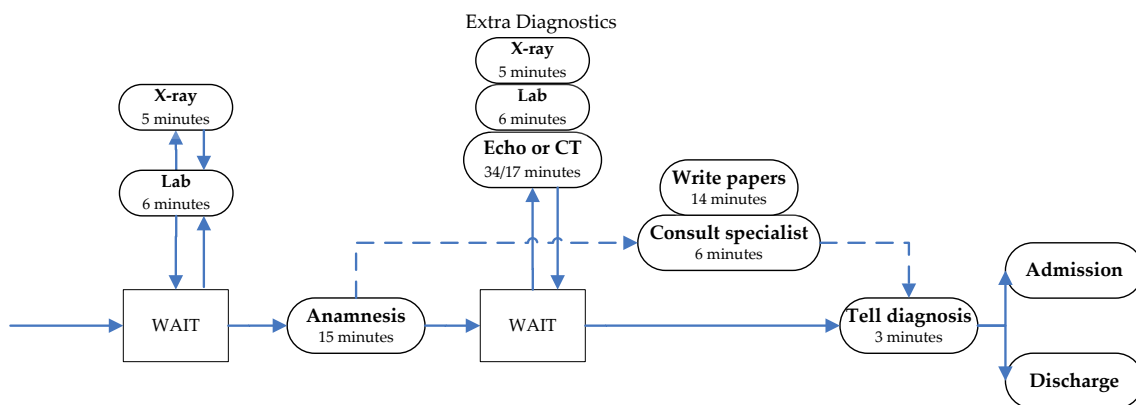 Extra Diagnostics
X-ray
5 minutes
Lab
6 minutes
Echo or CT
34/17 minutes
X-ray
5 minutes
Lab
6 minutes
Write papers
14 minutes
Consult specialist
6 minutes
WAIT
Anamnesis
15 minutes
WAIT
Tell diagnosis
3 minutes
Admission
Discharge